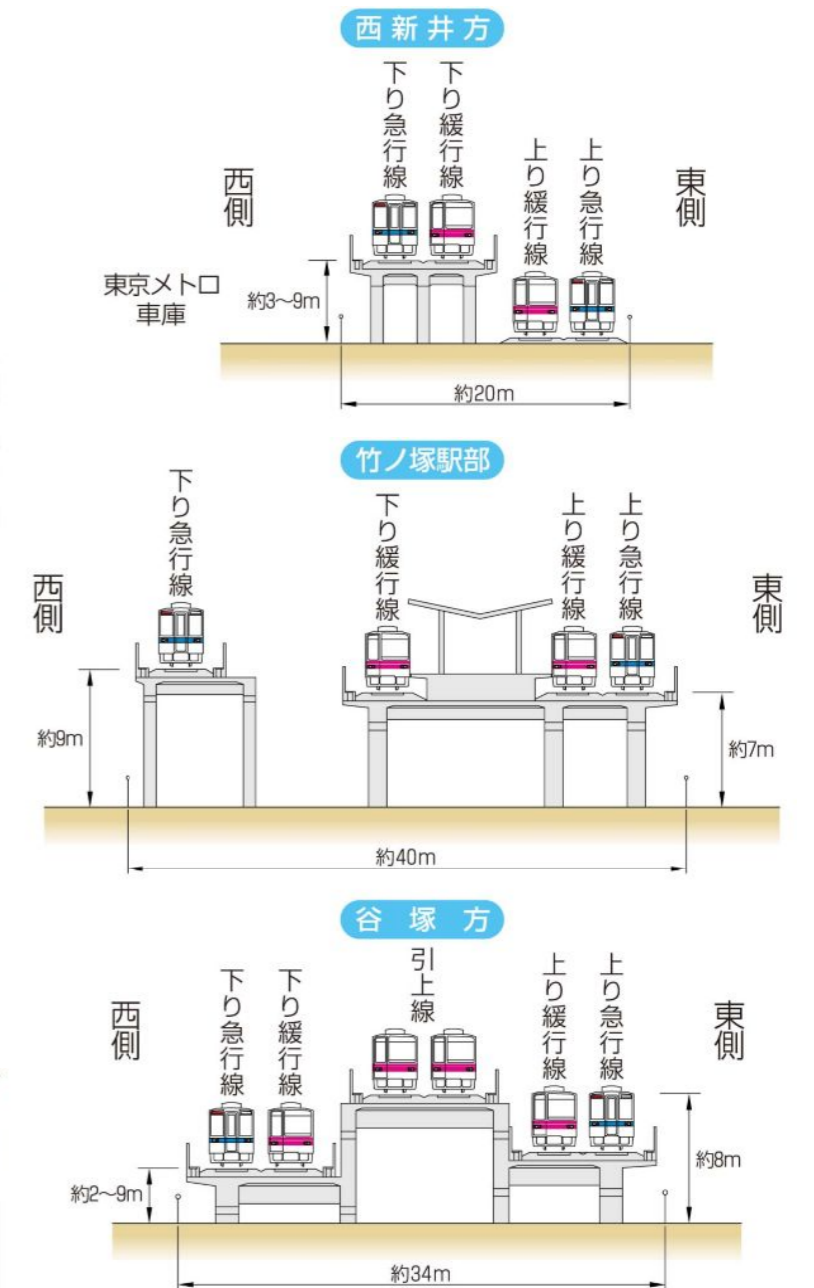 西新井方
下り急行線
下り緩行線
上り緩行線
上り急行線
西側
東側
東京メトロ
車庫
約3~9m
約20m
竹ノ塚駅部
下り急行線
下り緩行線
上り緩行線
上り急行線
西側
東側
約9m
約7m
約40m
谷塚方
下り急行線
下り緩行線
引上線
上り緩行線
上り急行線
西側
東側
約2~9m
約8m
約34m